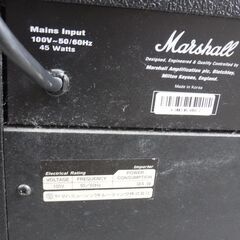 Mains Input
100V~50/60Hz
45 Watts
Marshall
Designed, Engineered & Quality Controlled by
Marshall Amplification plc, Bletchley,
Milton Keynes, England.
Made in Korea
Electrical Rating
Importer
VOLTAGE
FREQUENCY
POWER CONSUMPTION
100V
50/60Hz